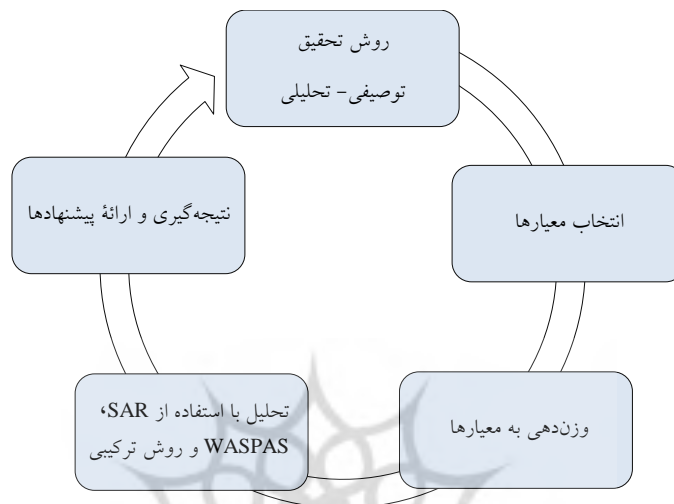 روش تحقیق
توصیفی- تحلیلی
انتخاب معیارها
وزن‌دهی به معیارها
تحلیل با استفاده از SAR،
WASPAS و روش ترکیبی
نتیجه‌گیری و ارائۀ پیشنهادها